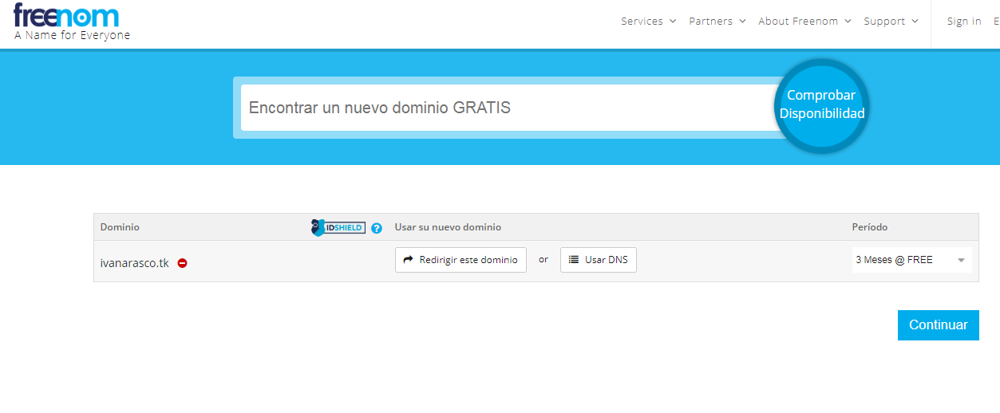 freenom
A Name for Everyone
Services Partners About Freenom Support Sign in E
Encontrar un nuevo dominio GRATIS
Comprobar
Disponibilidad
Dominio IDSHIELD ? Usar su nuevo dominio Período
ivanarasco.tk Redirigir este dominio or Usar DNS 3 Meses @ FREE
Continuar